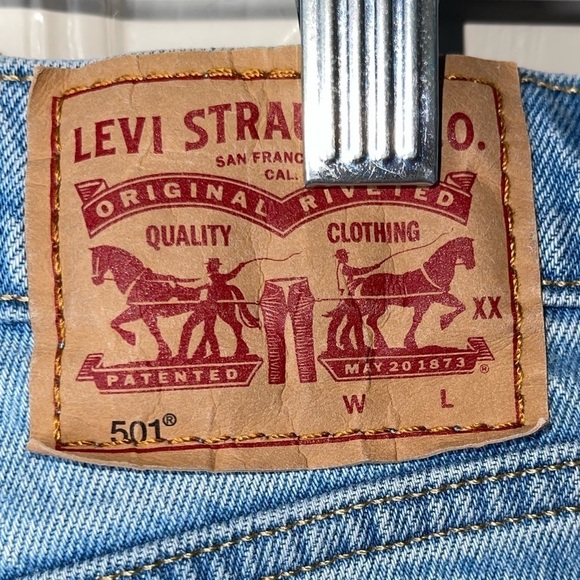 LEVI STRAU O.
SAN FRANC
CAL.
ORIGINAL RIVETED
QUALITY CLOTHING
XX
PATENTED MAY 20 1873 ®
W L
501®